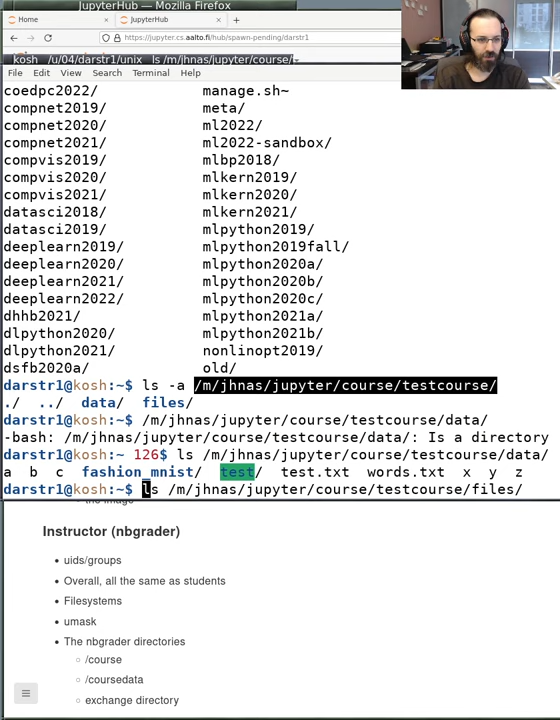 JupyterHub — Mozilla Firefox
Home × JupyterHub ×
https://jupyter.cs.aalto.fi/hub/spawn-pending/darstr1
kosh /u/04/darstr1/unix ls /m/jhnas/jupyter/course/
File Edit View Search Terminal Help
coedpc2022/ manage.sh~
compnet2019/ meta/
compnet2020/ ml2022/
compnet2021/ ml2022-sandbox/
compvis2019/ mlbp2018/
compvis2020/ mlkern2019/
compvis2021/ mlkern2020/
datasci2018/ mlkern2021/
datasci2019/ mlpython2019/
deeplearn2019/ mlpython2019fall/
deeplearn2020/ mlpython2020a/
deeplearn2021/ mlpython2020b/
deeplearn2022/ mlpython2020c/
dhhb2021/ mlpython2021a/
dlpython2020/ mlpython2021b/
dlpython2021/ nonlinopt2019/
dsfb2020a/ old/
darstr1@kosh:~$ ls -a /m/jhnas/jupyter/course/testcourse/
./ ../ data/ files/
darstr1@kosh:~$ /m/jhnas/jupyter/course/testcourse/data/
-bash: /m/jhnas/jupyter/course/testcourse/data/: Is a directory
darstr1@kosh:~ 126$ ls /m/jhnas/jupyter/course/testcourse/data/
a b c fashion_mnist/ test/ test.txt words.txt x y z
darstr1@kosh:~$ ls /m/jhnas/jupyter/course/testcourse/files/
the image
Instructor (nbgrader)
• uids/groups
• Overall, all the same as students
• Filesystems
• umask
• The nbgrader directories
◦ /course
◦ /coursedata
◦ exchange directory